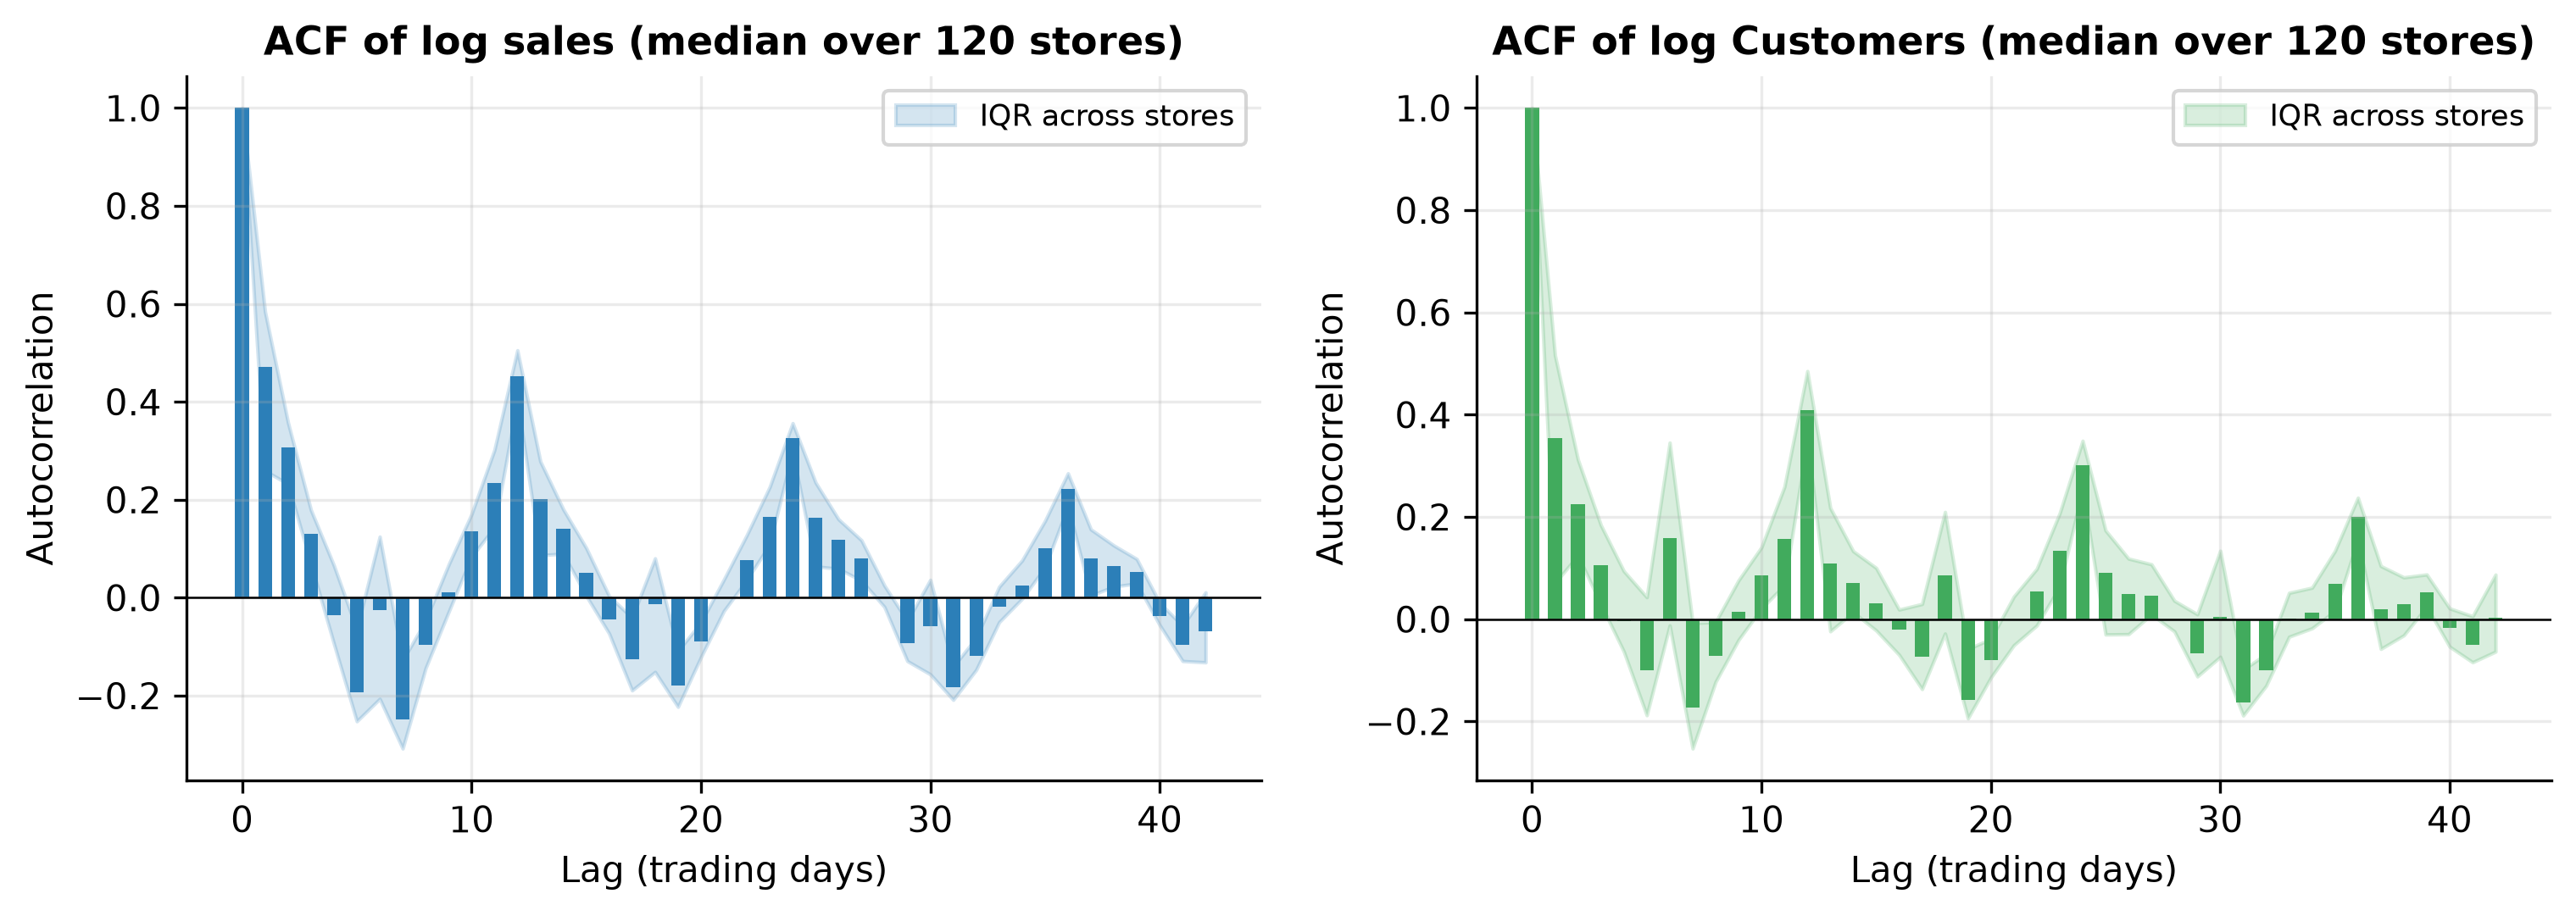 ACF of log sales (median over 120 stores)
IQR across stores
Autocorrelation
1.0
0.8
0.6
0.4
0.2
0.0
−0.2
0 10 20 30 40
Lag (trading days)
ACF of log Customers (median over 120 stores)
IQR across stores
Autocorrelation
1.0
0.8
0.6
0.4
0.2
0.0
−0.2
0 10 20 30 40
Lag (trading days)